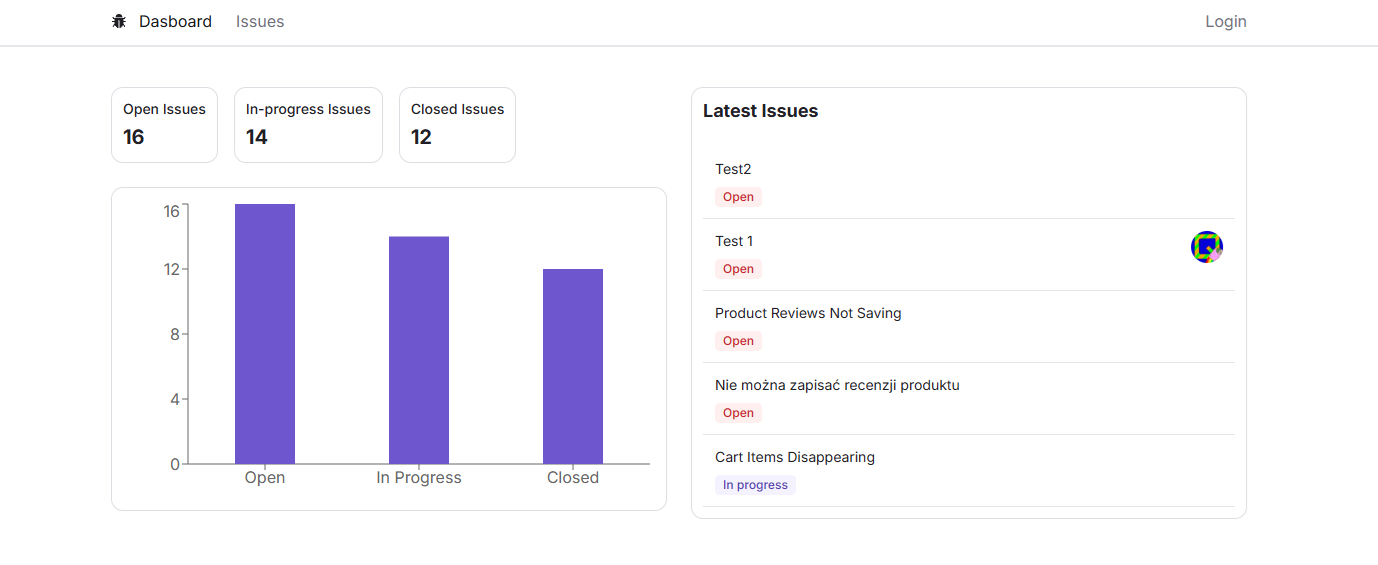 Dasboard
Issues
Login
Open Issues
16
In-progress Issues
14
Closed Issues
12
16
12
8
4
0
Open
In Progress
Closed
Latest Issues
Test2
Open
Test 1
Open
Product Reviews Not Saving
Open
Nie można zapisać recenzji produktu
Open
Cart Items Disappearing
In progress